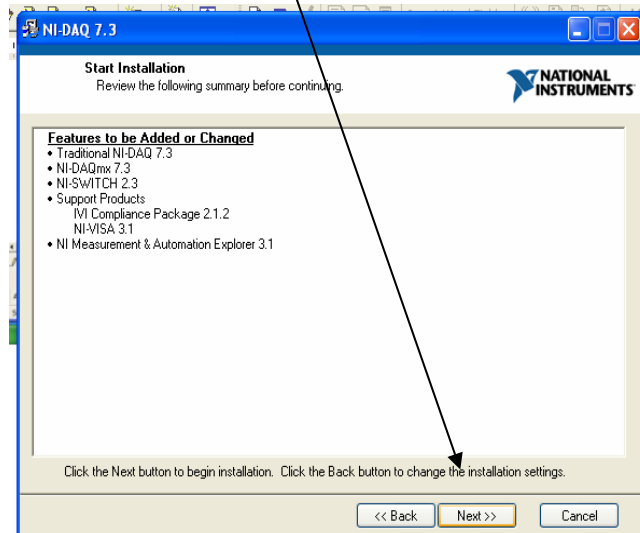 NI-DAQ 7.3
Start Installation
Review the following summary before continuing.
NATIONAL
INSTRUMENTS
Features to be Added or Changed
• Traditional NI-DAQ 7.3
• NI-DAQmx 7.3
• NI-SWITCH 2.3
• Support Products
IVI Compliance Package 2.1.2
NI-VISA 3.1
• NI Measurement & Automation Explorer 3.1
Click the Next button to begin installation. Click the Back button to change the installation settings.
<< Back Next >> Cancel